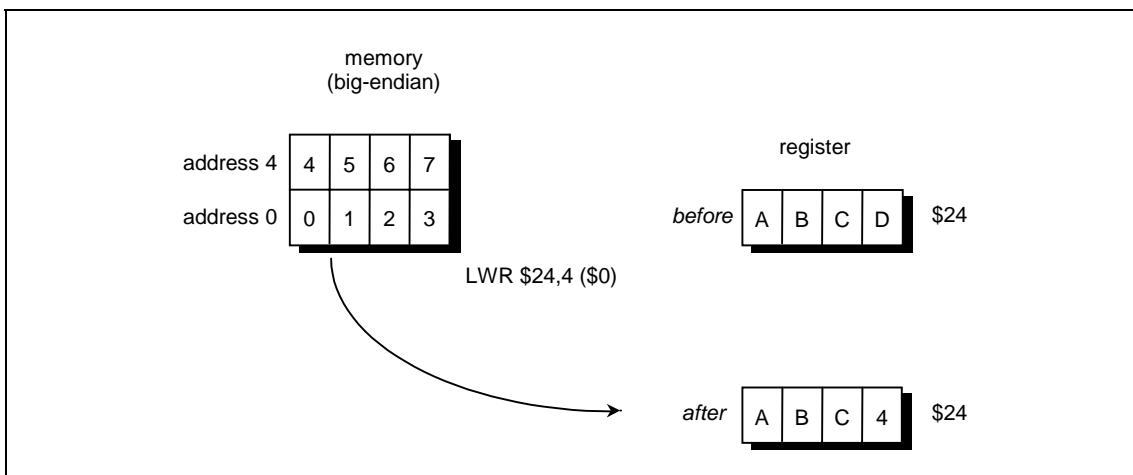 memory
(big-endian)
address 4 4 5 6 7
address 0 0 1 2 3
register
before A B C D $24
LWR $24,4 ($0)
after A B C 4 $24